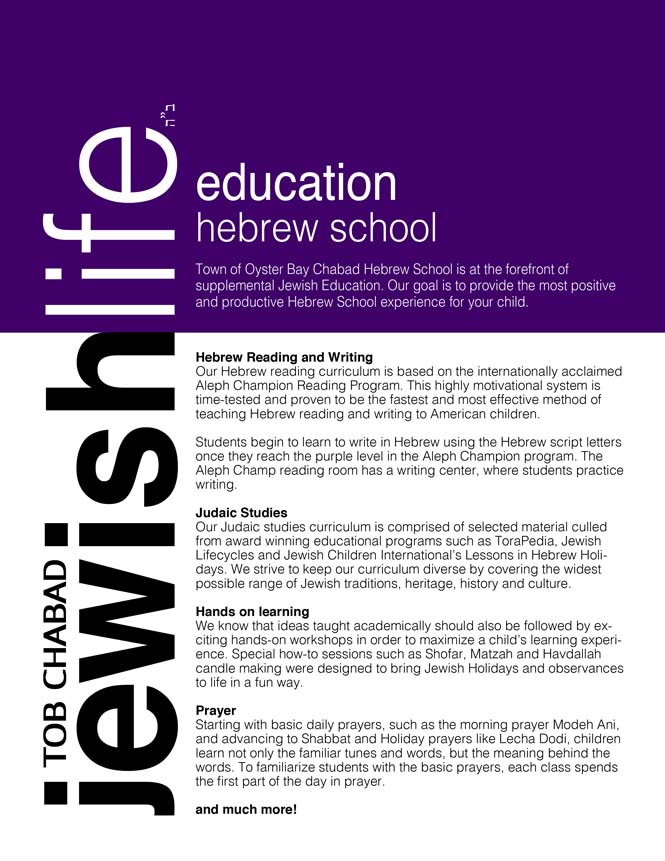 ב"ה
jewishlife
TOB CHABAD
education
hebrew school
Town of Oyster Bay Chabad Hebrew School is at the forefront of
supplemental Jewish Education. Our goal is to provide the most positive
and productive Hebrew School experience for your child.
Hebrew Reading and Writing
Our Hebrew reading curriculum is based on the internationally acclaimed
Aleph Champion Reading Program. This highly motivational system is
time-tested and proven to be the fastest and most effective method of
teaching Hebrew reading and writing to American children.
Students begin to learn to write in Hebrew using the Hebrew script letters
once they reach the purple level in the Aleph Champion program. The
Aleph Champ reading room has a writing center, where students practice
writing.
Judaic Studies
Our Judaic studies curriculum is comprised of selected material culled
from award winning educational programs such as ToraPedia, Jewish
Lifecycles and Jewish Children International's Lessons in Hebrew Holi-
days. We strive to keep our curriculum diverse by covering the widest
possible range of Jewish traditions, heritage, history and culture.
Hands on learning
We know that ideas taught academically should also be followed by ex-
citing hands-on workshops in order to maximize a child's learning experi-
ence. Special how-to sessions such as Shofar, Matzah and Havdallah
candle making were designed to bring Jewish Holidays and observances
to life in a fun way.
Prayer
Starting with basic daily prayers, such as the morning prayer Modeh Ani,
and advancing to Shabbat and Holiday prayers like Lecha Dodi, children
learn not only the familiar tunes and words, but the meaning behind the
words. To familiarize students with the basic prayers, each class spends
the first part of the day in prayer.
and much more!